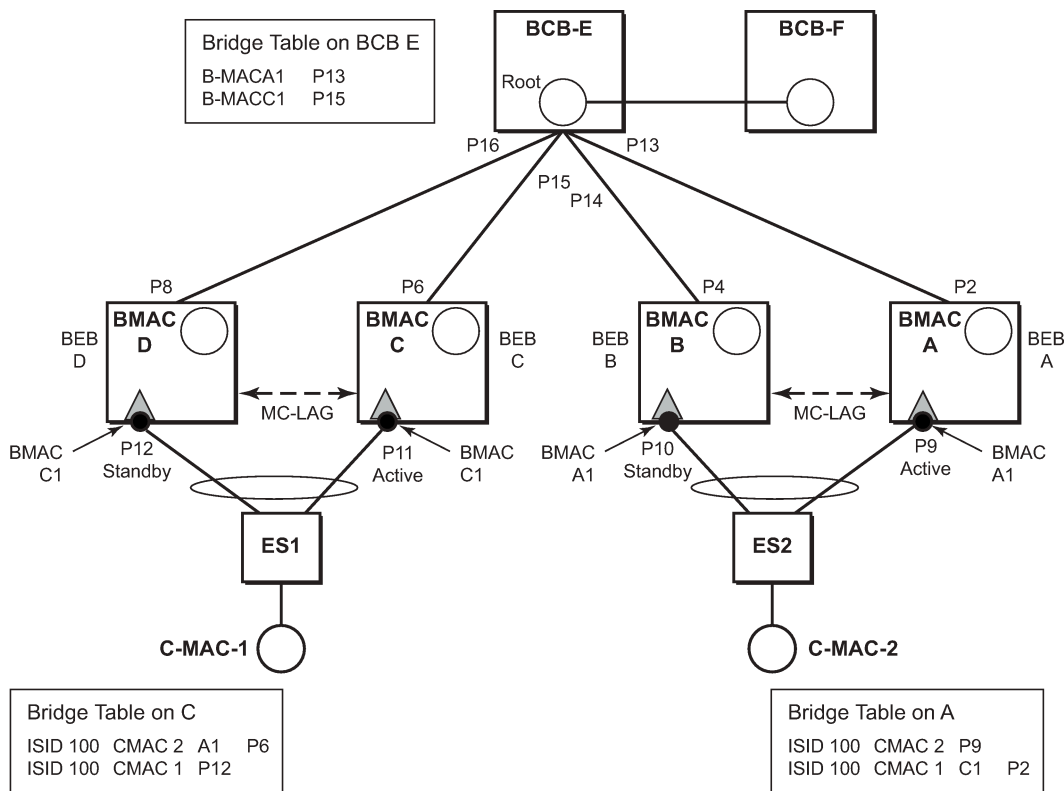 BCB-E
BCB-F
Bridge Table on BCB E
B-MACA1 P13
B-MACC1 P15
Root
P16
P13
P15
P14
P8
P6
P4
P2
BEB
D
BMAC
D
BMAC
C
BEB
C
BEB
B
BMAC
B
BMAC
A
BEB
A
MC-LAG
MC-LAG
BMAC
C1
P12
Standby
P11
Active
BMAC
C1
BMAC
A1
P10
Standby
P9
Active
BMAC
A1
ES1
ES2
C-MAC-1
C-MAC-2
Bridge Table on C
ISID 100 CMAC 2 A1 P6
ISID 100 CMAC 1 P12
Bridge Table on A
ISID 100 CMAC 2 P9
ISID 100 CMAC 1 C1 P2